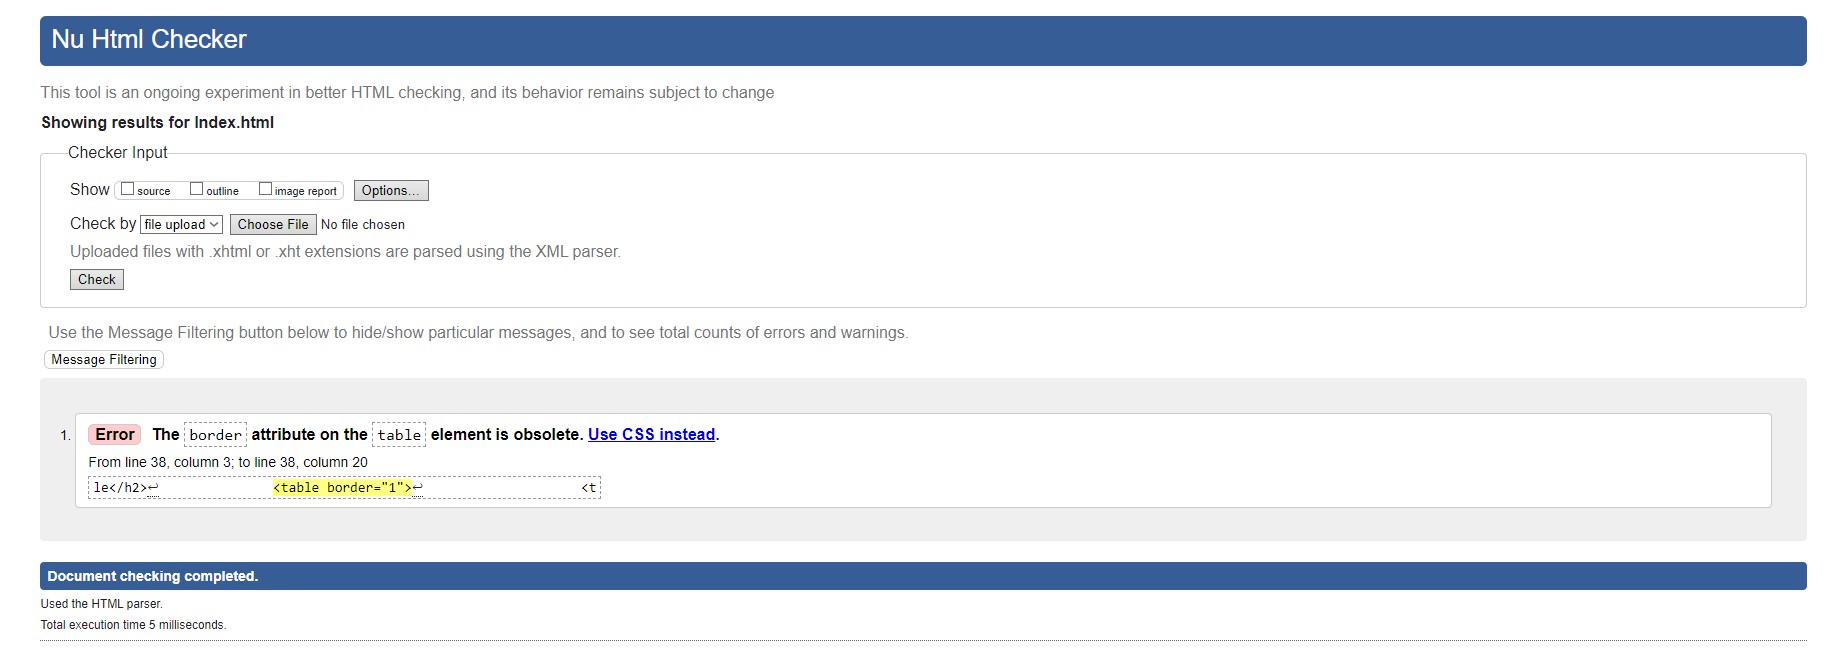 Nu Html Checker
This tool is an ongoing experiment in better HTML checking, and its behavior remains subject to change
Showing results for Index.html
Checker Input
Show source outline image report Options...
Check by file upload Choose File No file chosen
Uploaded files with .xhtml or .xht extensions are parsed using the XML parser.
Check
Use the Message Filtering button below to hide/show particular messages, and to see total counts of errors and warnings.
Message Filtering
1. Error The border attribute on the table element is obsolete. Use CSS instead.
From line 38, column 3; to line 38, column 20
le</h2>↩ <table border="1">↩ <t
Document checking completed.
Used the HTML parser.
Total execution time 5 milliseconds.